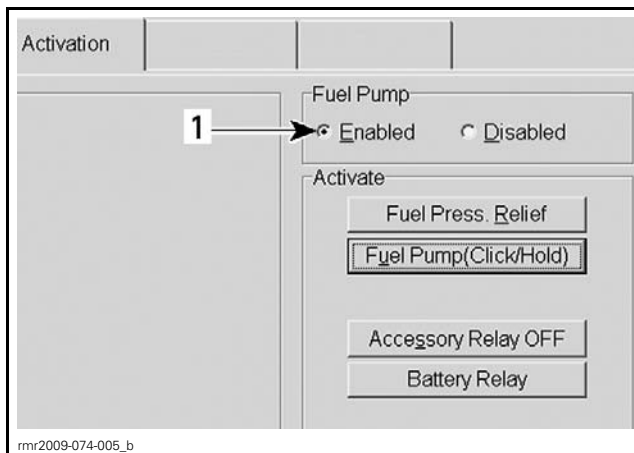 Activation
Fuel Pump
1
Enabled
Disabled
Activate
Fuel Press. Relief
Fuel Pump(Click/Hold)
Accessory Relay OFF
Battery Relay
rmr2009-074-005_b